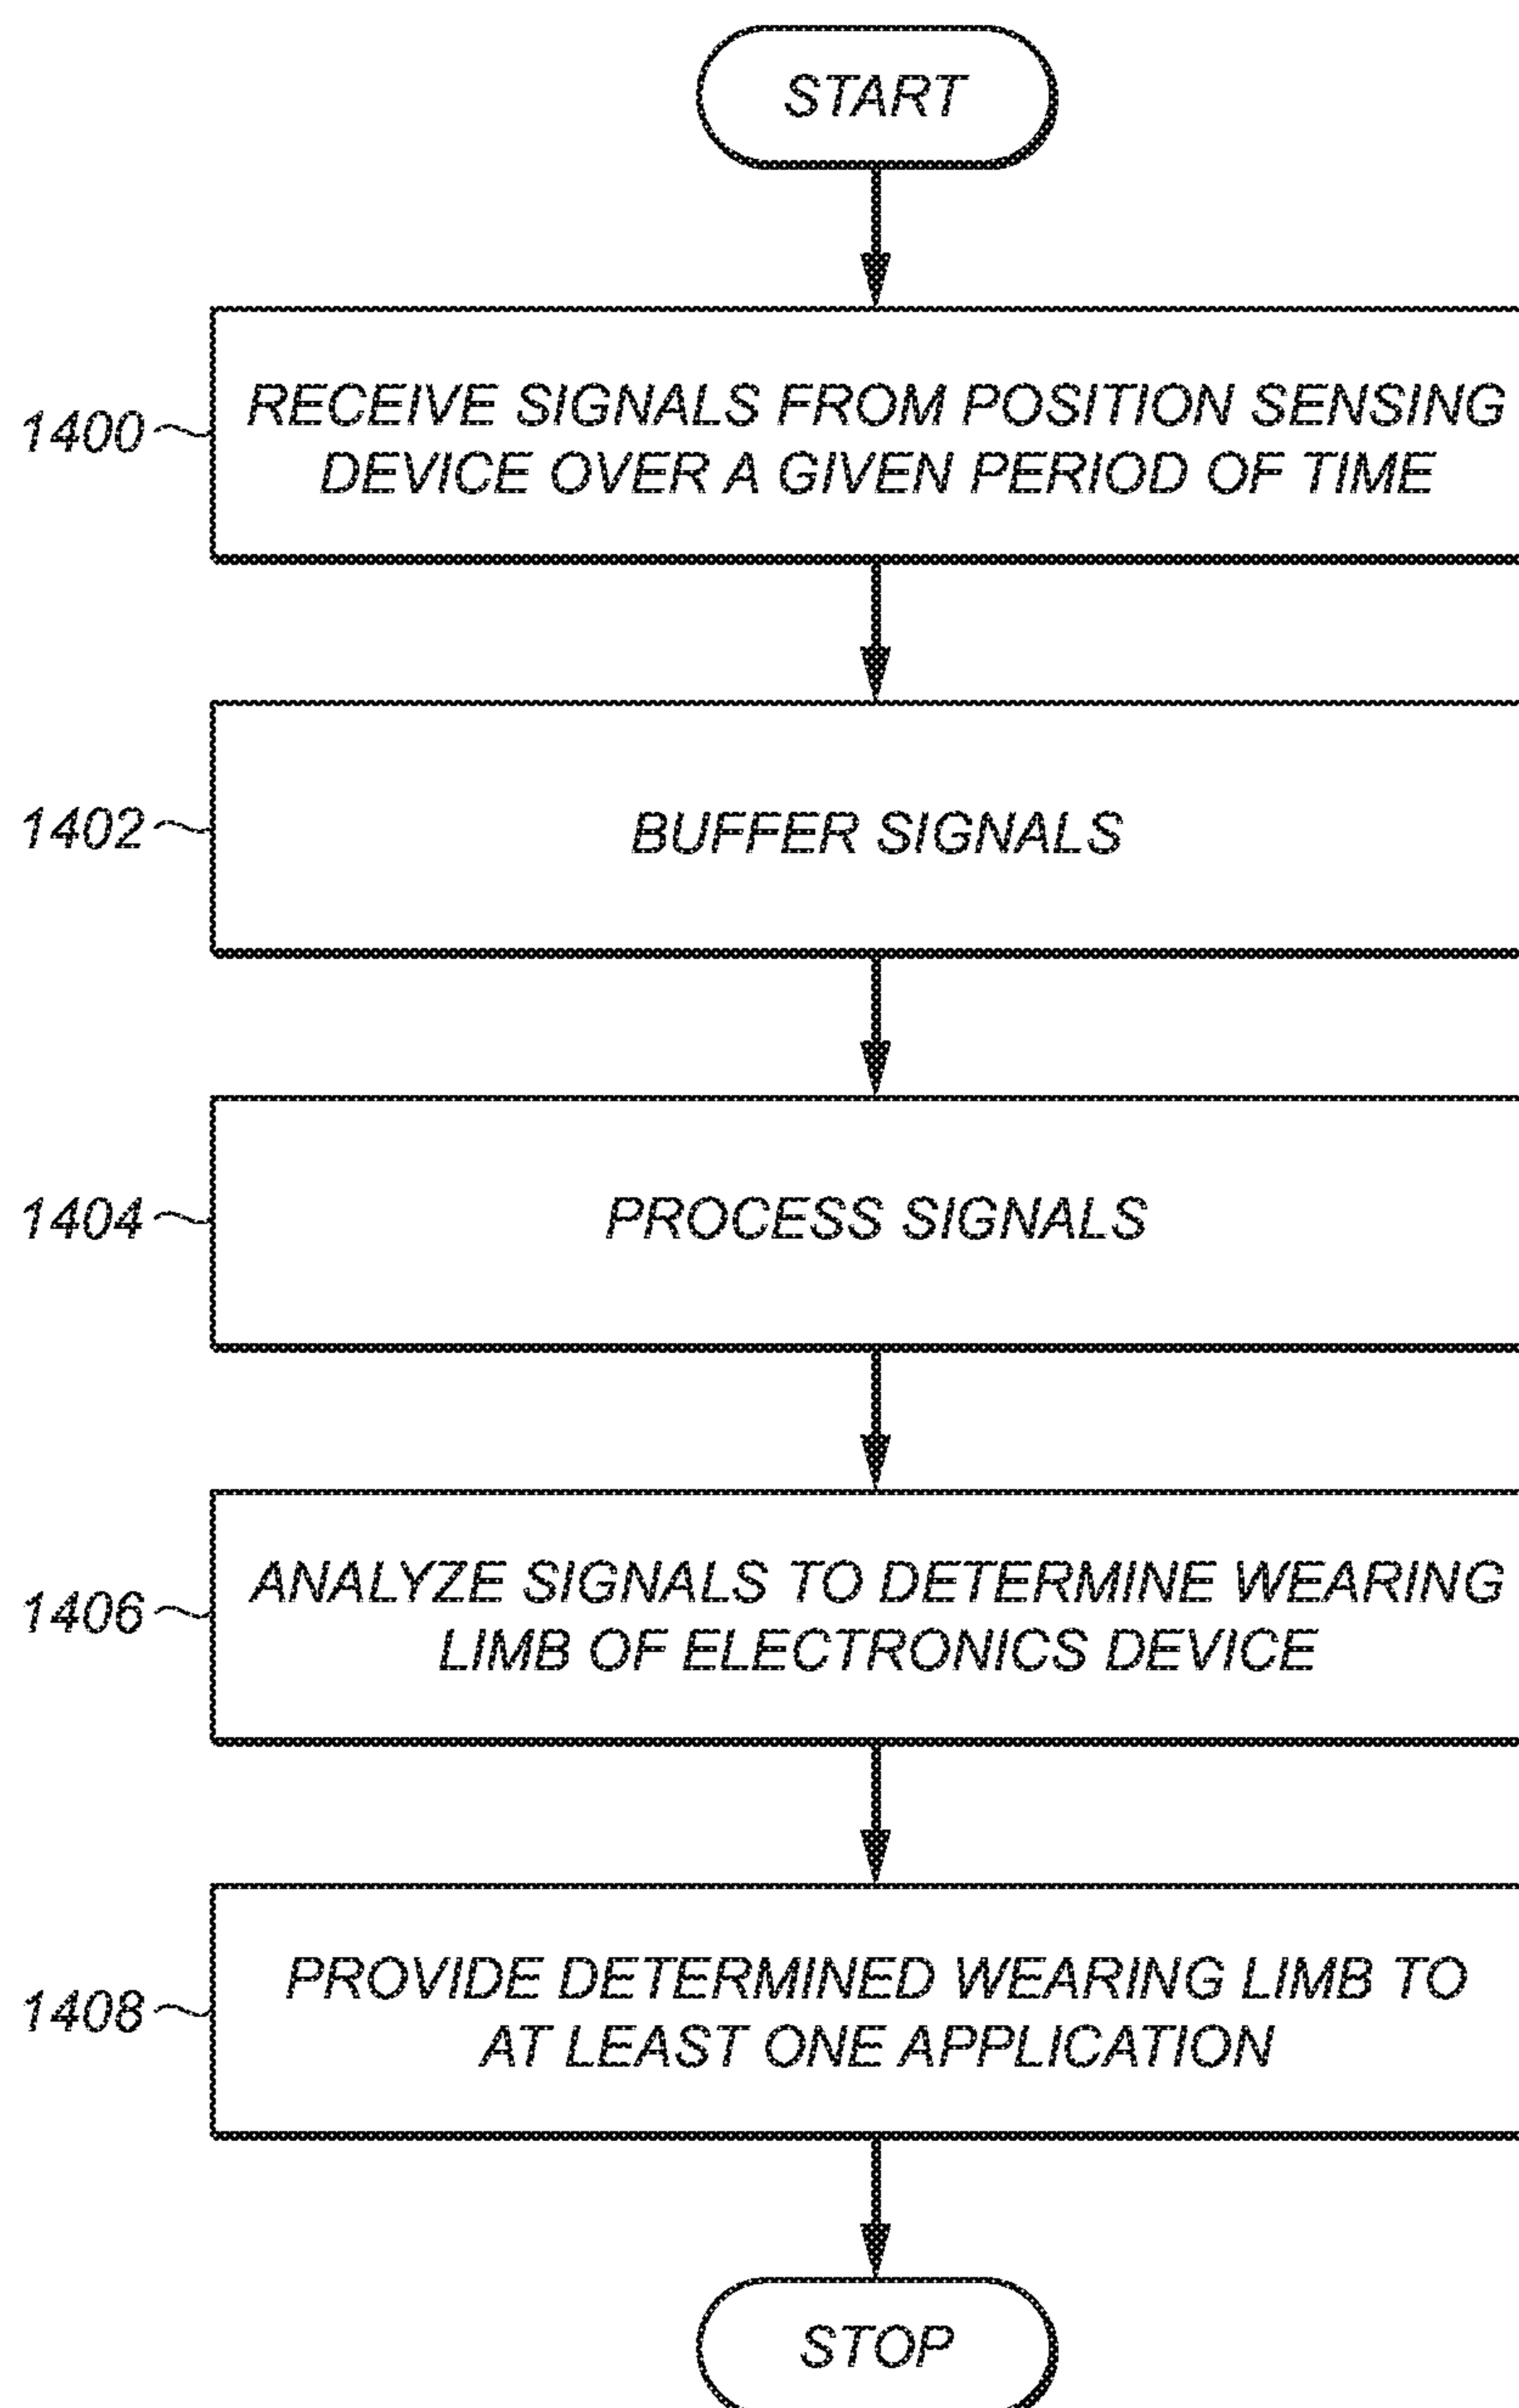 START
1400
RECEIVE SIGNALS FROM POSITION SENSING
DEVICE OVER A GIVEN PERIOD OF TIME
1402
BUFFER SIGNALS
1404
PROCESS SIGNALS
1406
ANALYZE SIGNALS TO DETERMINE WEARING
LIMB OF ELECTRONICS DEVICE
1408
PROVIDE DETERMINED WEARING LIMB TO
AT LEAST ONE APPLICATION
STOP